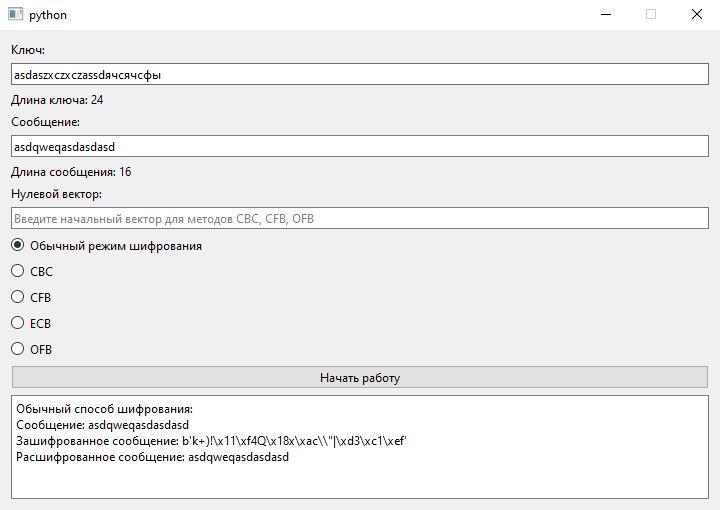 python
Ключ:
asdaszxczxczassdячсячсфы
Длина ключа: 24
Сообщение:
asdqweqasdasdasd
Длина сообщения: 16
Нулевой вектор:
Введите начальный вектор для методов CBC, CFB, OFB
Обычный режим шифрования
CBC
CFB
ECB
OFB
Начать работу
Обычный способ шифрования:
Сообщение: asdqweqasdasdasd
Зашифрованное сообщение: b'k+)!\x11\xf4Q\x18x\xac\\"|\xd3\xc1\xef'
Расшифрованное сообщение: asdqweqasdasdasd